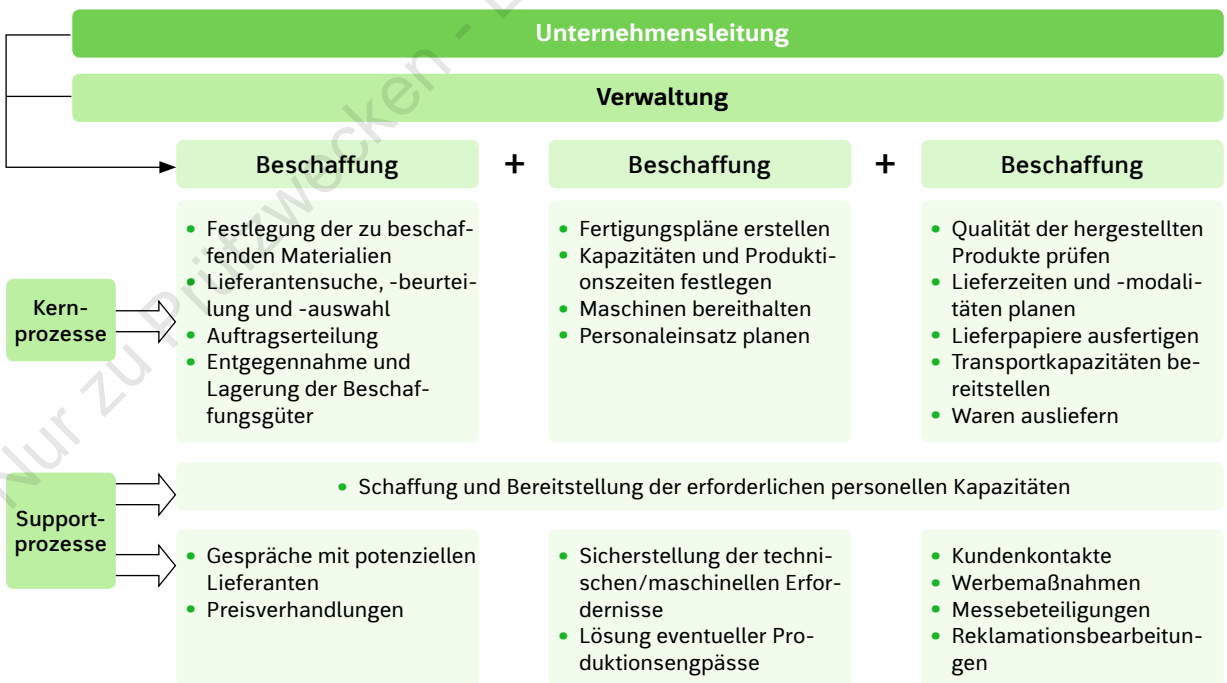 Unternehmensleitung
Verwaltung
Beschaffung + Beschaffung + Beschaffung
Kern-
prozesse
• Festlegung der zu beschaf-
fenden Materialien
• Lieferantensuche, -beurtei-
lung und -auswahl
• Auftragserteilung
• Entgegennahme und
Lagerung der Beschaf-
fungsgüter
• Fertigungspläne erstellen
• Kapazitäten und Produkti-
onszeiten festlegen
• Maschinen bereithalten
• Personaleinsatz planen
• Qualität der hergestellten
Produkte prüfen
• Lieferzeiten und -modali-
täten planen
• Lieferpapiere ausfertigen
• Transportkapazitäten be-
reitstellen
• Waren ausliefern
Support-
prozesse
• Schaffung und Bereitstellung der erforderlichen personellen Kapazitäten
• Gespräche mit potenziellen
Lieferanten
• Preisverhandlungen
• Sicherstellung der techni-
schen/maschinellen Erfor-
dernisse
• Lösung eventueller Pro-
duktionsengpässe
• Kundenkontakte
• Werbemaßnahmen
• Messebeteiligungen
• Reklamationsbearbeitun-
gen
Nur zu Prüfzwecken -